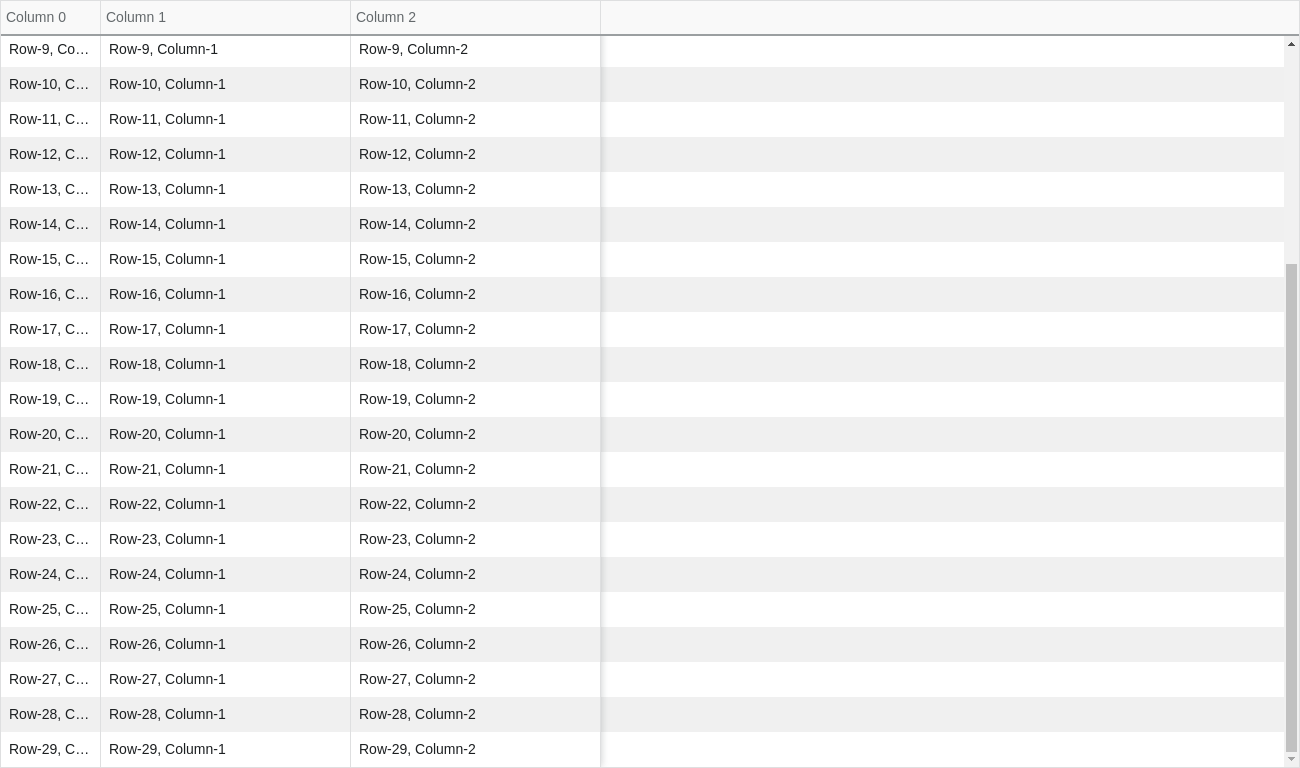 Column 0 Column 1 Column 2
Row-9, Co… Row-9, Column-1 Row-9, Column-2
Row-10, C… Row-10, Column-1 Row-10, Column-2
Row-11, C… Row-11, Column-1 Row-11, Column-2
Row-12, C… Row-12, Column-1 Row-12, Column-2
Row-13, C… Row-13, Column-1 Row-13, Column-2
Row-14, C… Row-14, Column-1 Row-14, Column-2
Row-15, C… Row-15, Column-1 Row-15, Column-2
Row-16, C… Row-16, Column-1 Row-16, Column-2
Row-17, C… Row-17, Column-1 Row-17, Column-2
Row-18, C… Row-18, Column-1 Row-18, Column-2
Row-19, C… Row-19, Column-1 Row-19, Column-2
Row-20, C… Row-20, Column-1 Row-20, Column-2
Row-21, C… Row-21, Column-1 Row-21, Column-2
Row-22, C… Row-22, Column-1 Row-22, Column-2
Row-23, C… Row-23, Column-1 Row-23, Column-2
Row-24, C… Row-24, Column-1 Row-24, Column-2
Row-25, C… Row-25, Column-1 Row-25, Column-2
Row-26, C… Row-26, Column-1 Row-26, Column-2
Row-27, C… Row-27, Column-1 Row-27, Column-2
Row-28, C… Row-28, Column-1 Row-28, Column-2
Row-29, C… Row-29, Column-1 Row-29, Column-2